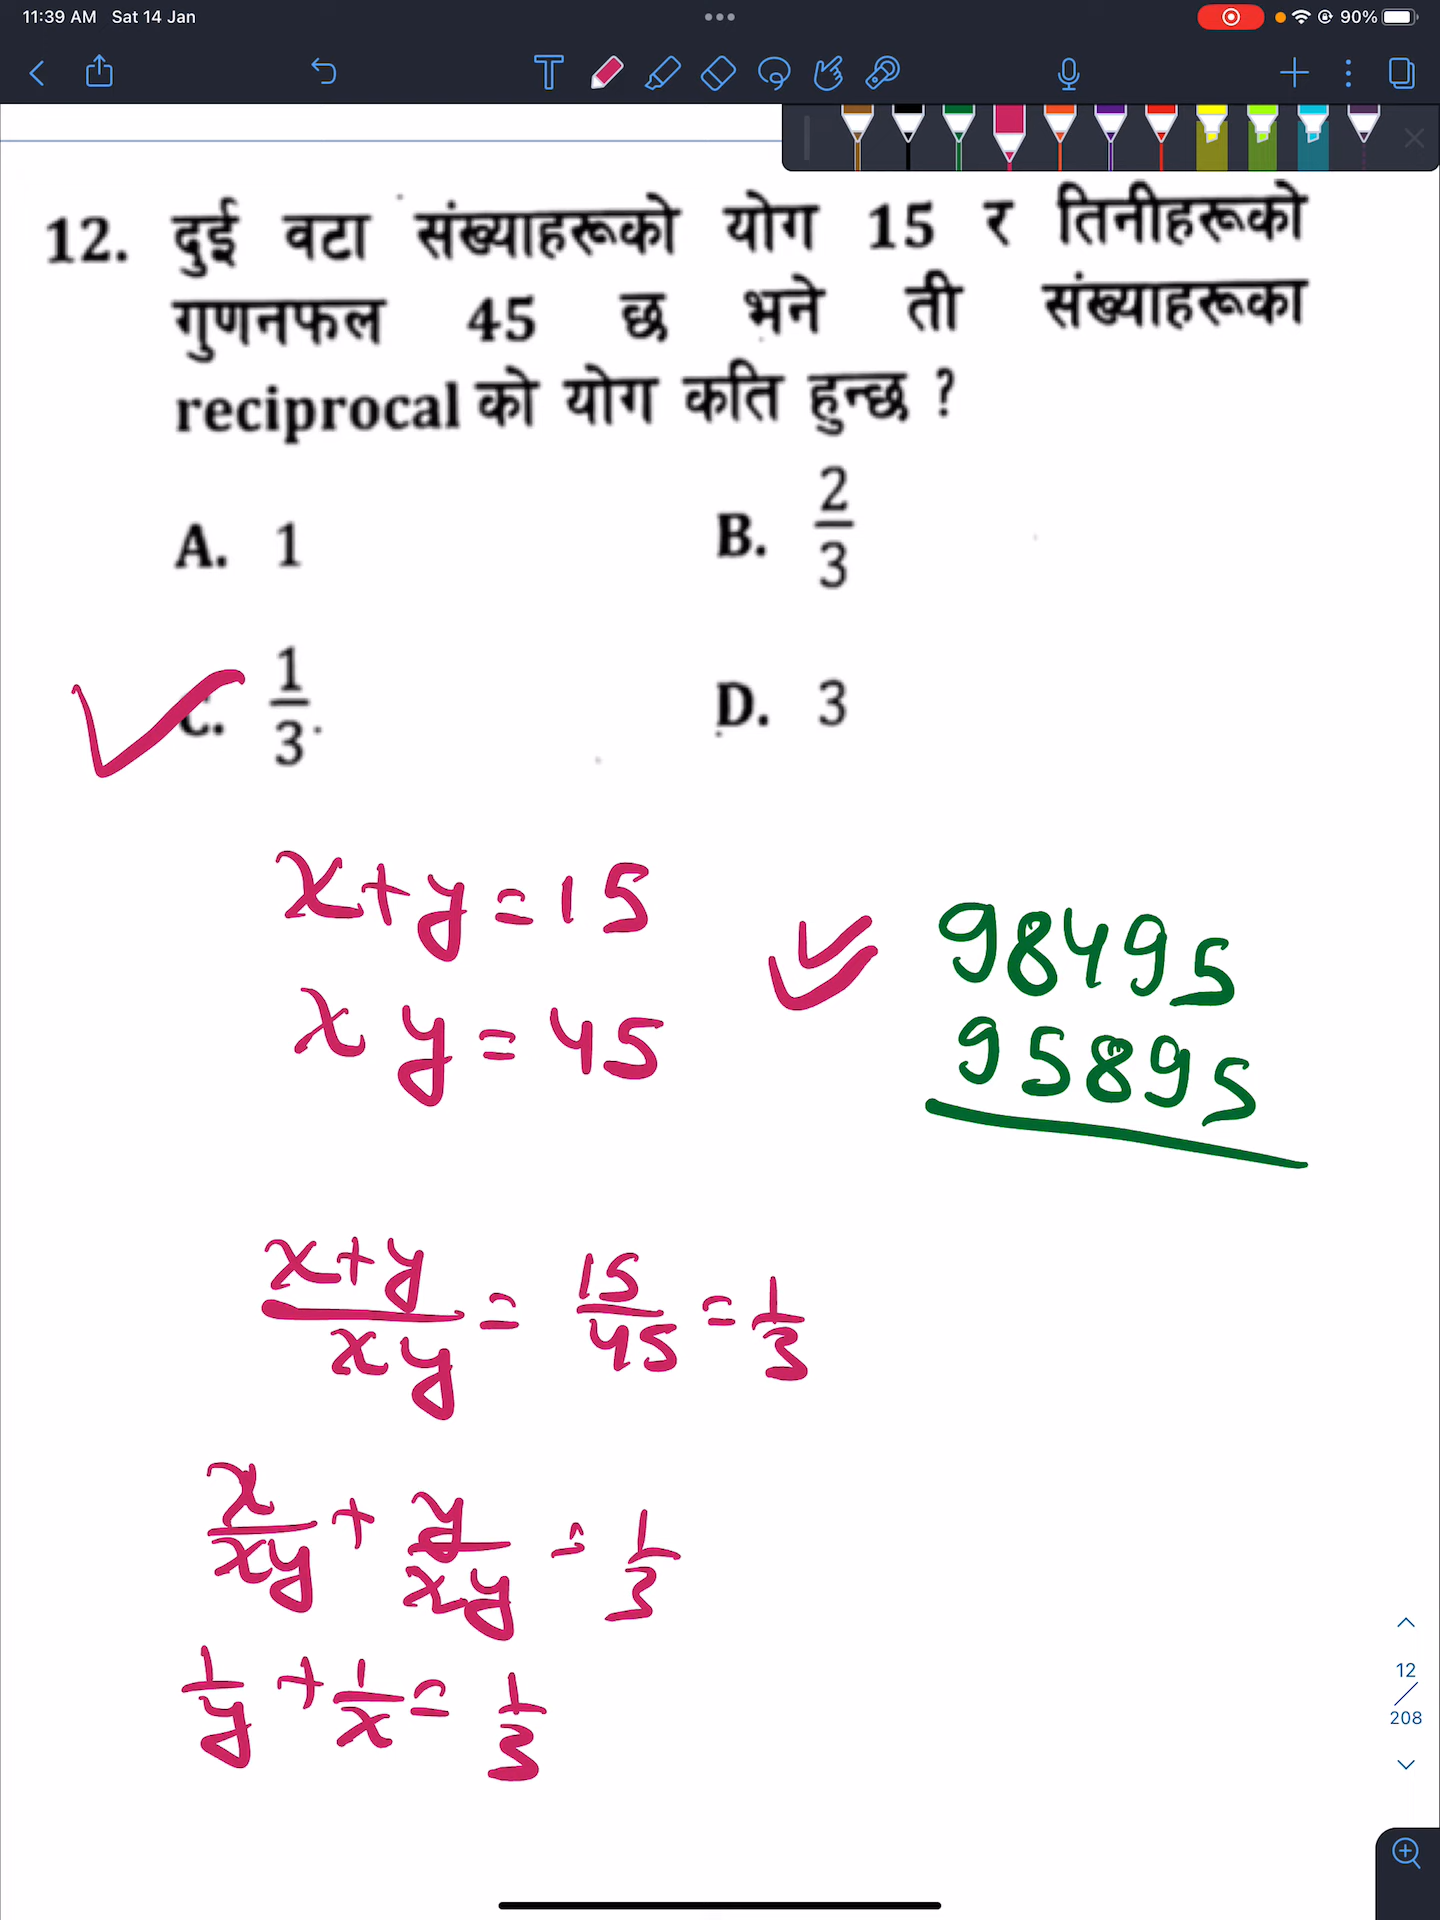 11:39 AM Sat 14 Jan
90%
12. दुई वटा संख्याहरूको योग 15 र तिनीहरूको
गुणनफल 45 छ भने ती संख्याहरूका
reciprocal को योग कति हुन्छ ?
A. 1
B. 2/3
C. 1/3
D. 3
x+y=15
xy=45
98495
95895
x+y/xy = 15/45 = 1/3
x/xy + y/xy = 1/3
1/y + 1/x = 1/3
12/208